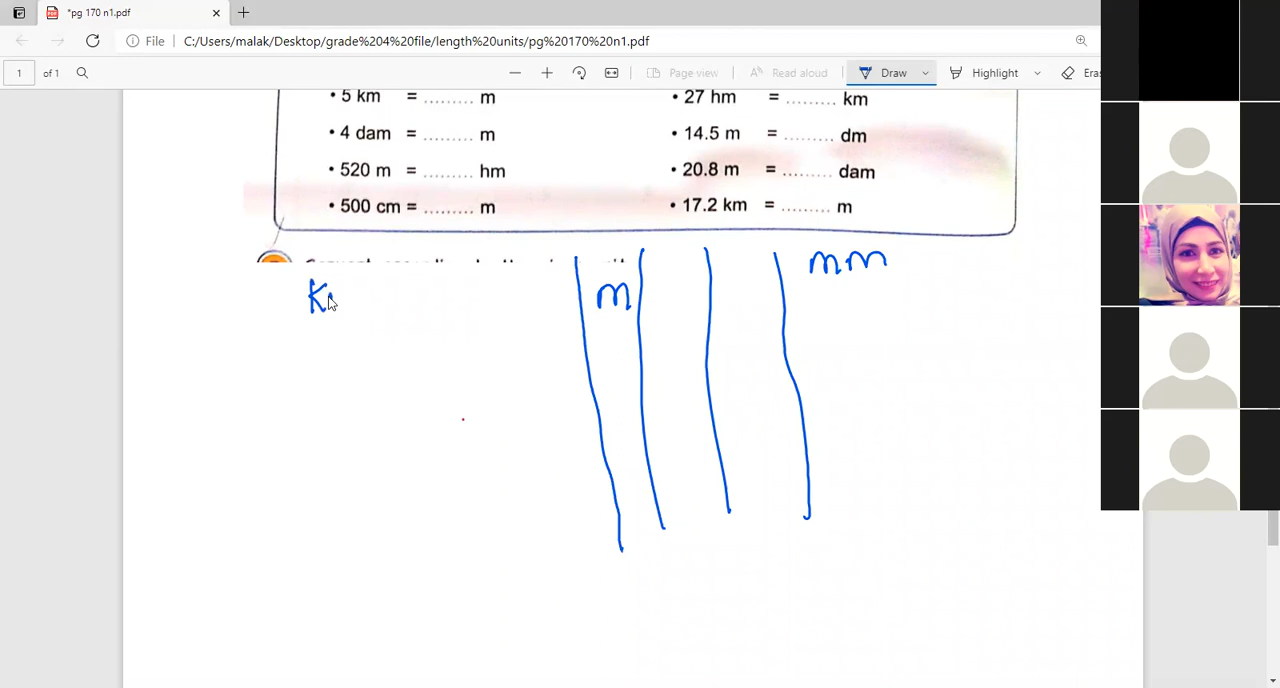 *pg 170 n1.pdf
File C:/Users/malak/Desktop/grade%204%20file/length%20units/pg%20170%20n1.pdf
1 of 1 Page view Read aloud Draw Highlight Eras
• 5 km = ......... m • 27 hm = ......... km
• 4 dam = ......... m • 14.5 m = ......... dm
• 520 m = ......... hm • 20.8 m = ......... dam
• 500 cm = ......... m • 17.2 km = ......... m
K m mm